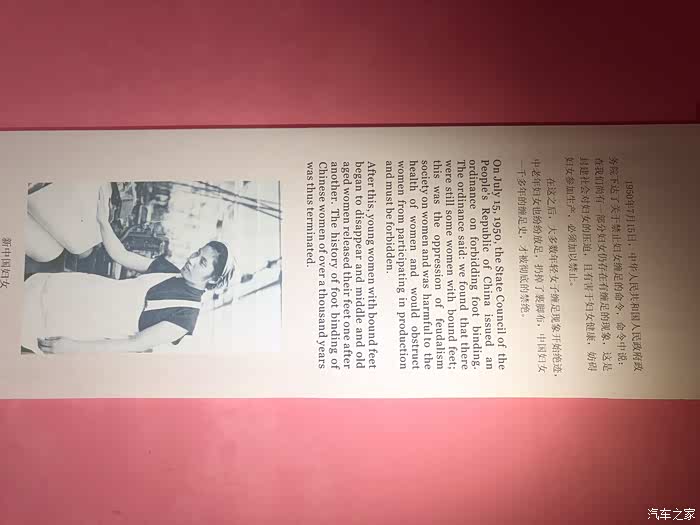 1950年7月15日，中华人民共和国人民政府政
务院下达了关于禁止妇女缠足的命令，命令中说：
在我们尚有一部分妇女仍存在有缠足的现象，这是
封建社会对妇女的压迫，且有害于妇女健康，妨碍
妇女参加生产，必须加以禁止。
在这之后，大多数年轻女子缠足现象开始绝迹，
中老年妇女也纷纷放足，扔掉了裹脚布，中国妇女
一千多年的缠足史，才被彻底的禁绝。
On July 15, 1950, the State Council of the
People's Republic of China issued an
ordinance on forbidding foot binding.
The ordinance said: we found that there
were still some women with bound feet;
this was the oppression of feudalism
society on women and was harmful to the
health of women and would obstruct
women from participating in production
and must be forbidden.
After this, young women with bound feet
began to disappear and middle and old
aged women released their feet one after
another. The history of foot binding of
Chinese women of over a thousand years
was thus terminated.
新中国妇女
汽车之家